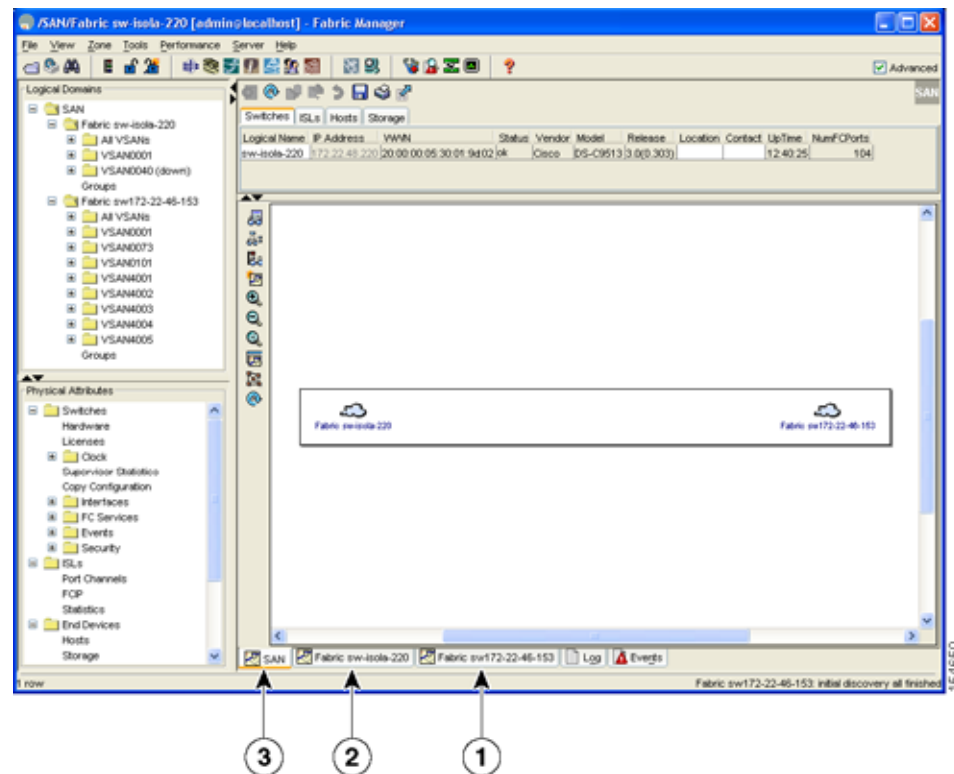 /SAN/Fabric sw-isola-220 [admin@localhost] - Fabric Manager
File View Zone Tools Performance Server Help
Advanced
Logical Domains
SAN
Fabric sw-isola-220
All VSANs
VSAN0001
VSAN0040 (down)
Groups
Fabric sw172-22-46-153
All VSANs
VSAN0001
VSAN0073
VSAN0101
VSAN4001
VSAN4002
VSAN4003
VSAN4004
VSAN4005
Groups
Physical Attributes
Switches
Hardware
Licenses
Clock
Supervisor Statistics
Copy Configuration
Interfaces
FC Services
Events
Security
ISLs
Port Channels
FCIP
Statistics
End Devices
Hosts
Storage
SAN
Switches ISLs Hosts Storage
Logical Name IP Address WWN Status Vendor Model Release Location Contact UpTime NumFCPorts
sw-isola-220 172.22.48.220 20:00:00:05:30:01:9d:02 ok Cisco DS-C9513 3.0(0.303) 12:40:25 104
Fabric sw-isola-220
Fabric sw172-22-46-153
SAN Fabric sw-isola-220 Fabric sw172-22-46-153 Log Events
1 row
Fabric sw172-22-46-153: initial discovery all finished
3 2 1
154650